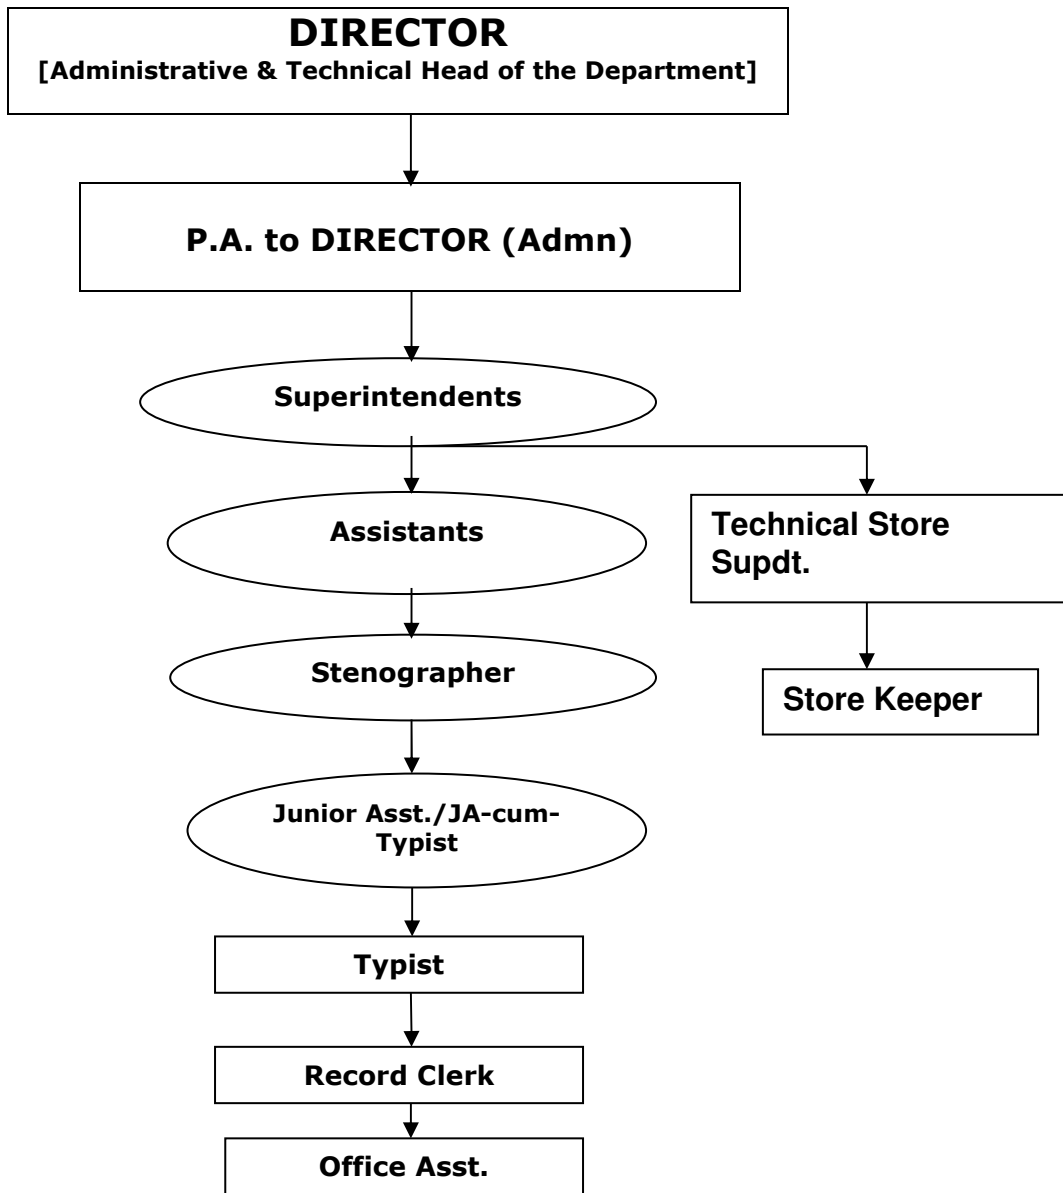 DIRECTOR
[Administrative & Technical Head of the Department]
P.A. to DIRECTOR (Admn)
Superintendents
Assistants
Technical Store
Supdt.
Stenographer
Store Keeper
Junior Asst./JA-cum-
Typist
Typist
Record Clerk
Office Asst.